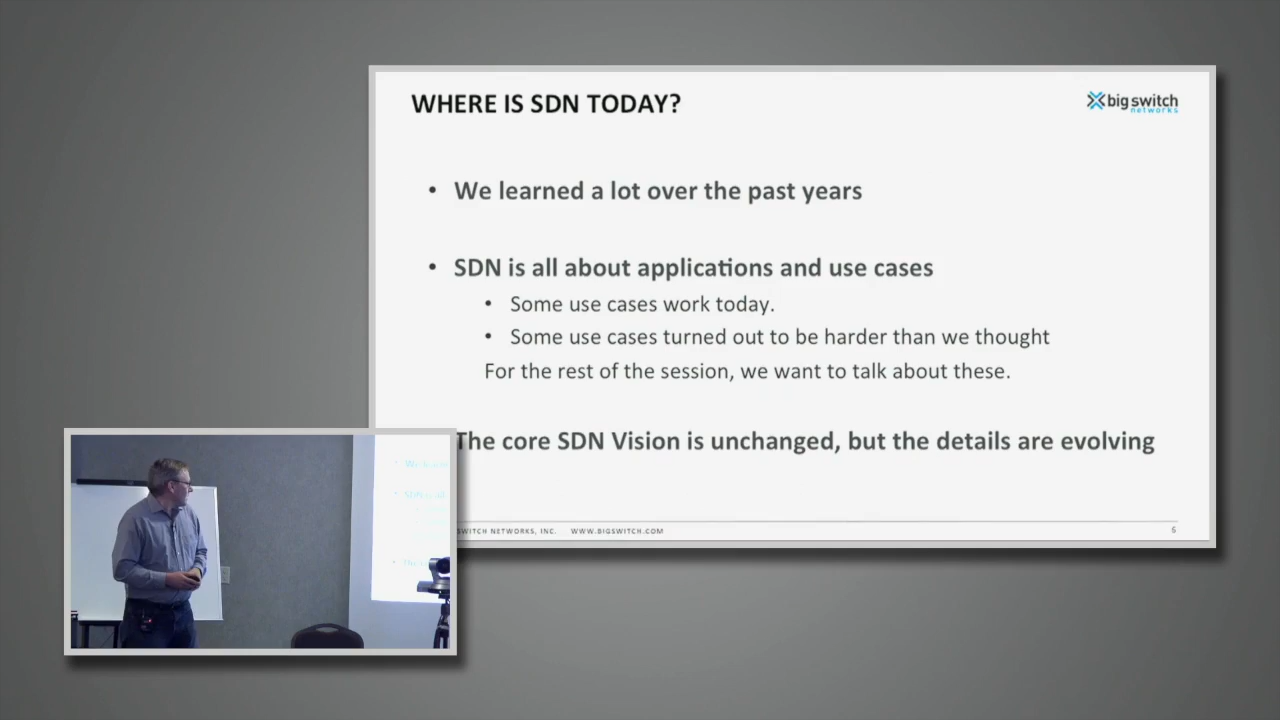 WHERE IS SDN TODAY?
big switch
networks
• We learned a lot over the past years
• SDN is all about applications and use cases
• Some use cases work today.
• Some use cases turned out to be harder than we thought
For the rest of the session, we want to talk about these.
The core SDN Vision is unchanged, but the details are evolving
SWITCH NETWORKS, INC. WWW.BIGSWITCH.COM
6